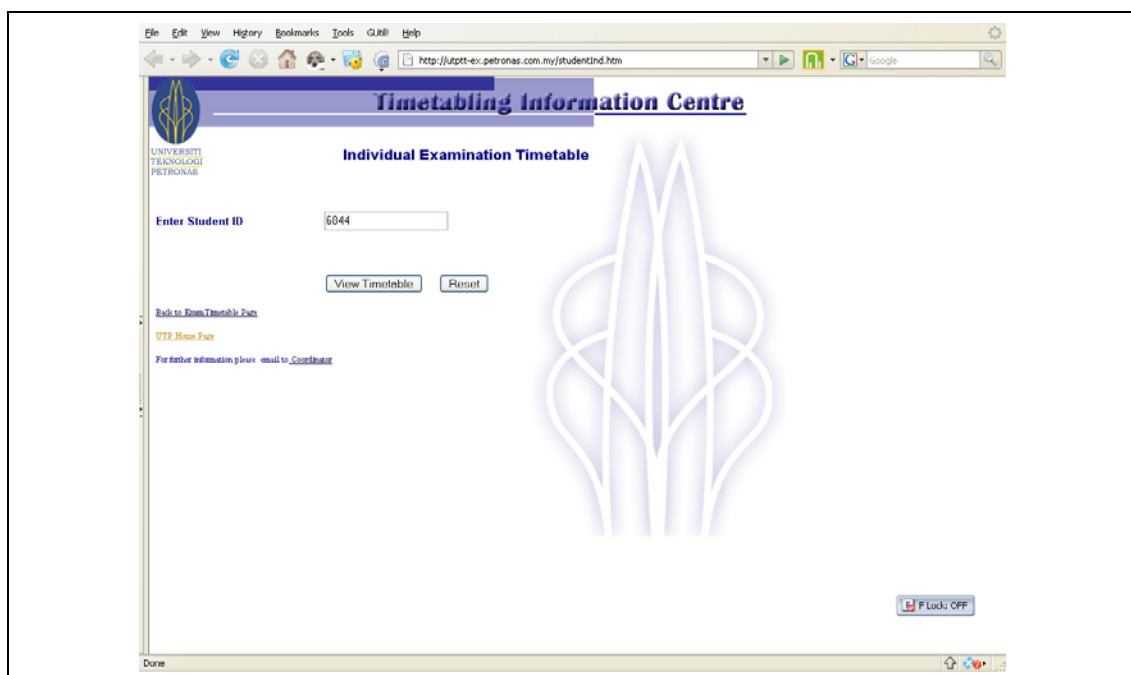 File Edit View History Bookmarks Tools GUtil! Help
http://utptt-ex.petronas.com.my/studentInd.htm
Google
Timetabling Information Centre
UNIVERSITI
TEKNOLOGI
PETRONAS
Individual Examination Timetable
Enter Student ID 6844
View Timetable Reset
Back to Exam Timetable Page
UTP Home Page
For further information please email to Coordinator
F Lock: OFF
Done